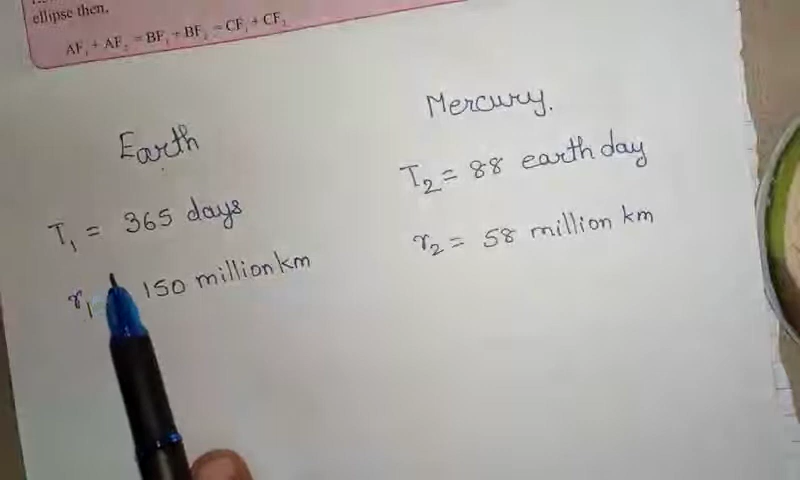 ellipse then,
AF₁ + AF₂ = BF₁ + BF₂ = CF₁ + CF₂
Earth
T₁ = 365 days
r₁ 150 million km
Mercury.
T₂ = 88 earth day
r₂ = 58 million km